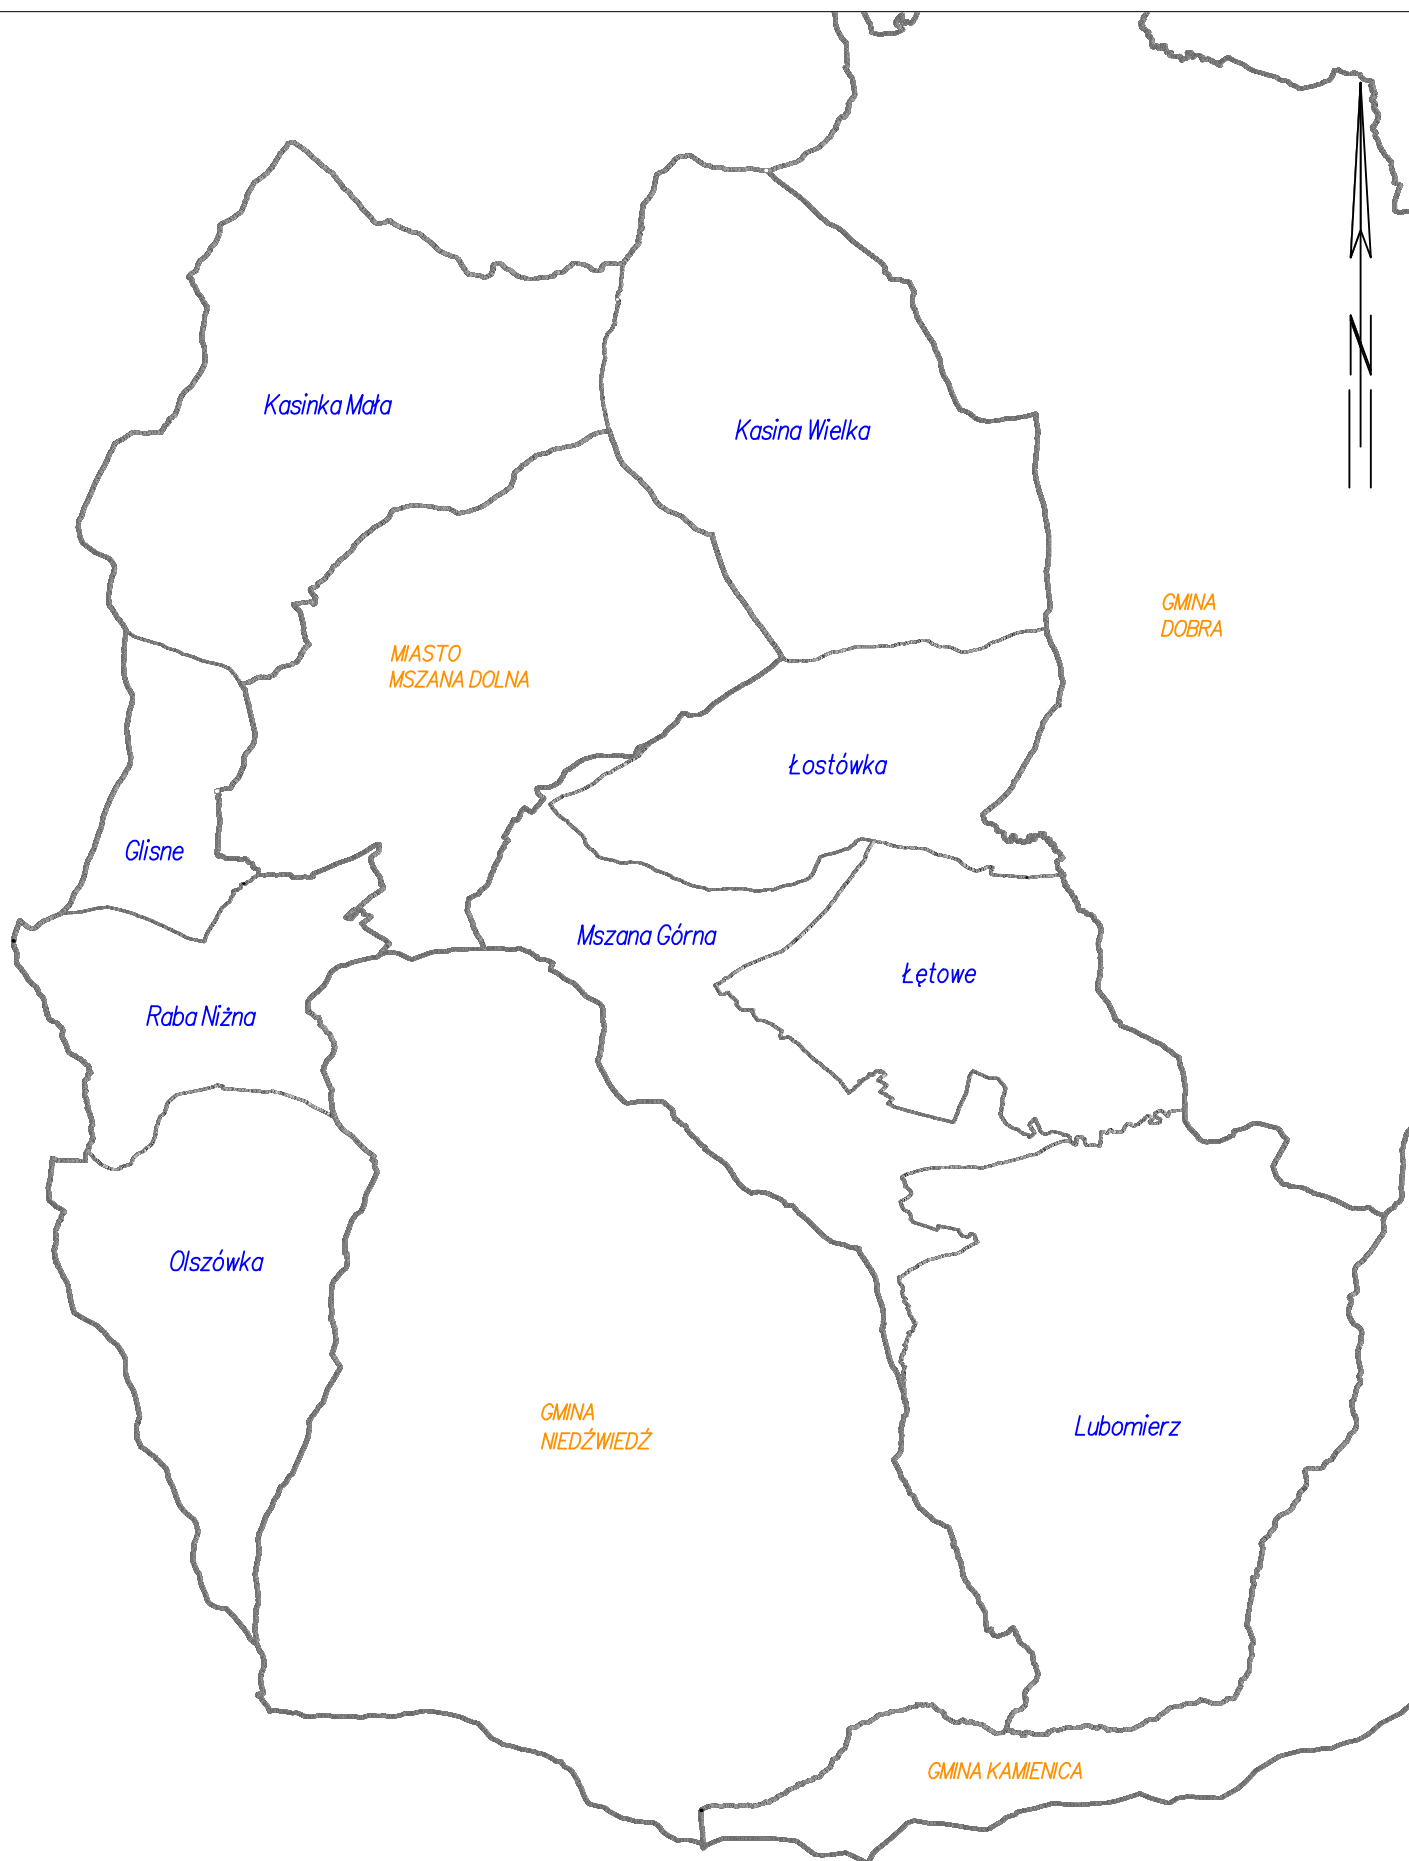 N
Kasinka Mała
Kasina Wielka
GMINA
DOBRA
MIASTO
MSZANA DOLNA
Łostówka
Glisne
Mszana Górna
Łętowe
Raba Niżna
Olszówka
GMINA
NIEDŹWIEDŹ
Lubomierz
GMINA KAMIENICA